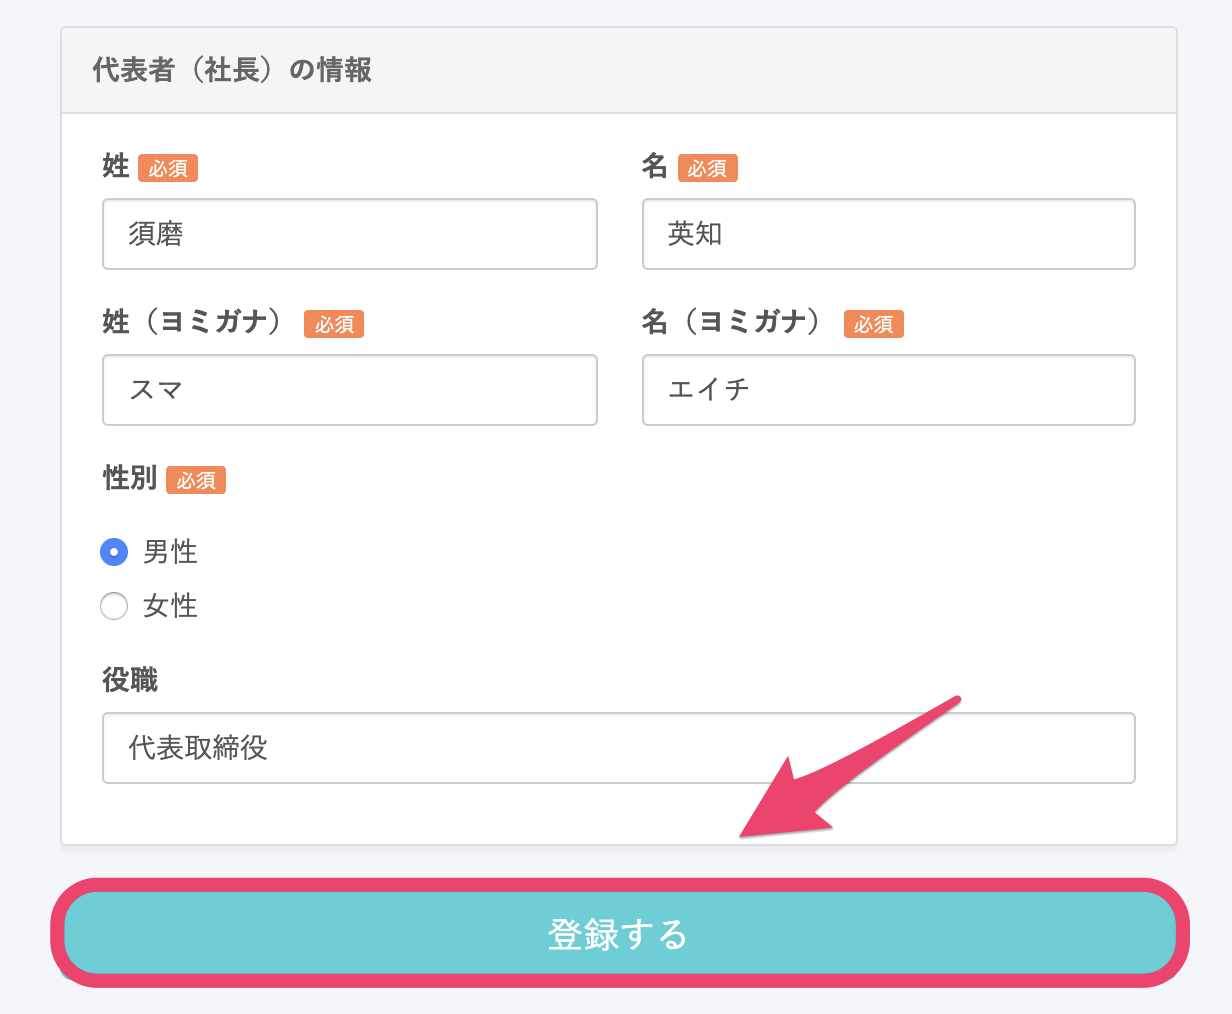 代表者（社長）の情報
姓 必須
名 必須
須磨
英知
姓（ヨミガナ） 必須
名（ヨミガナ） 必須
スマ
エイチ
性別 必須
男性
女性
役職
代表取締役
登録する